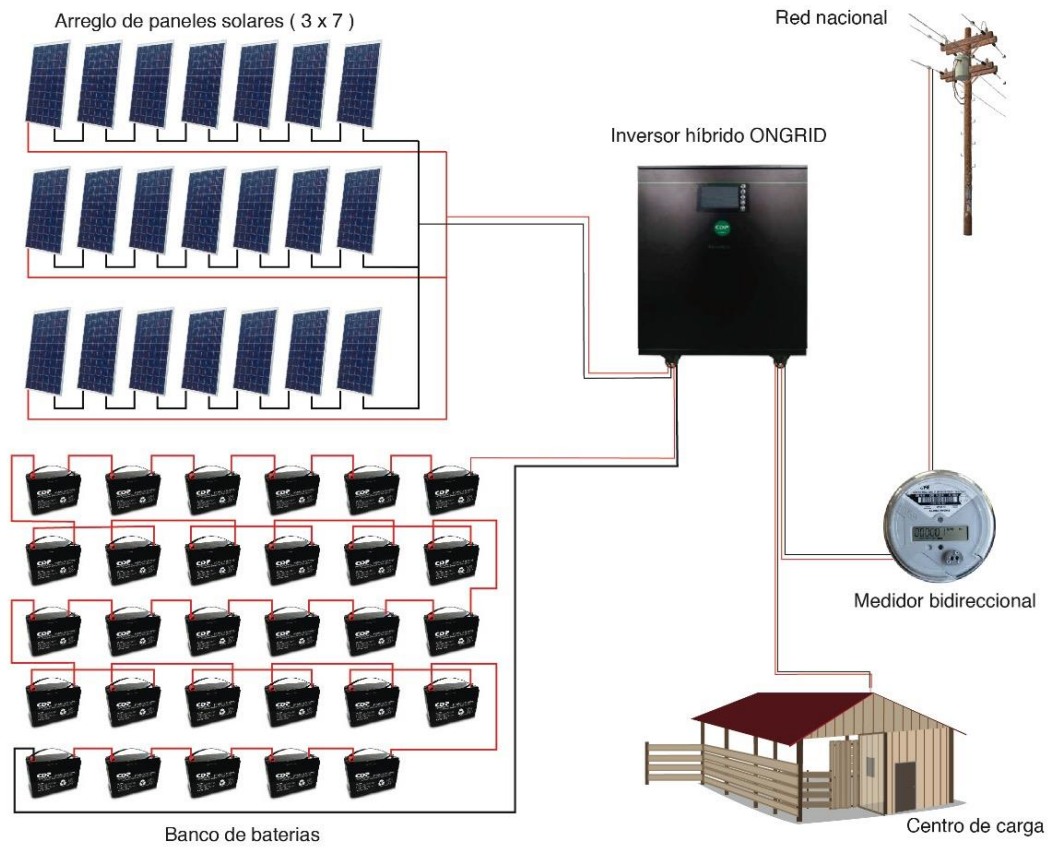 Arreglo de paneles solares ( 3 x 7 )
Red nacional
Inversor híbrido ONGRID
CDP
Medidor bidireccional
Banco de baterias
Centro de carga